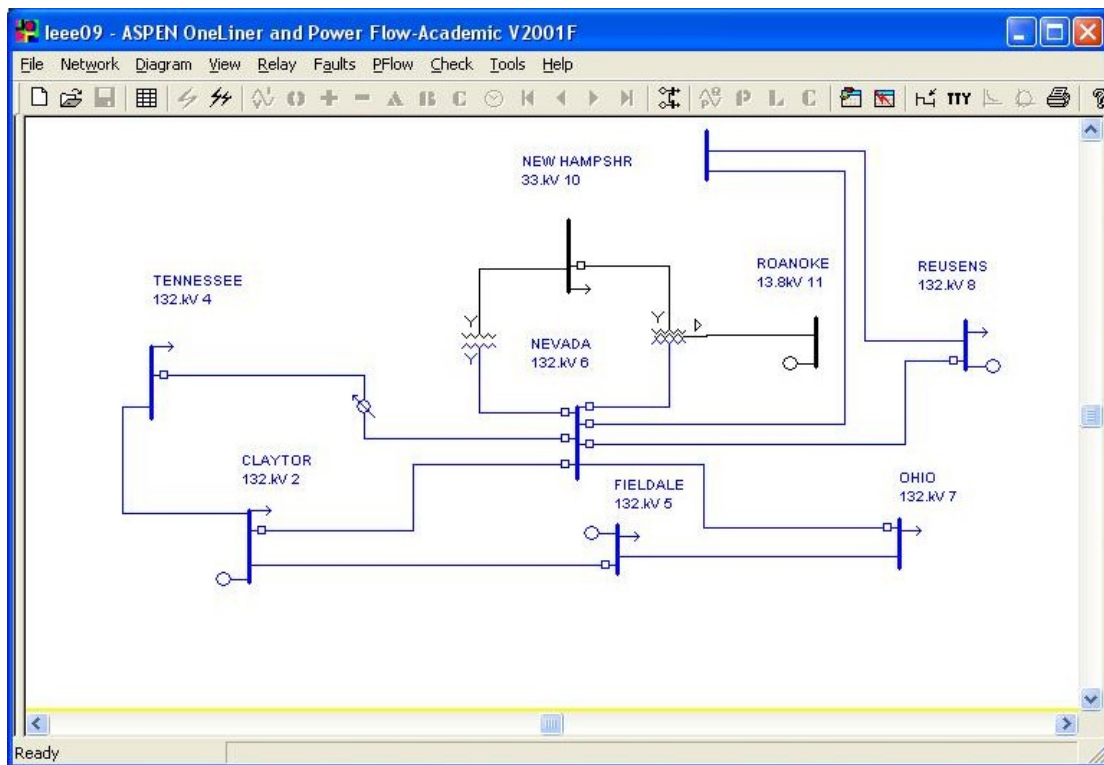 Ieee09 - ASPEN OneLiner and Power Flow-Academic V2001F
File Network Diagram View Relay Faults PFlow Check Tools Help
A B C P L C TTY ?
NEW HAMPSHR
33.kV 10
TENNESSEE
132.kV 4
ROANOKE
13.8kV 11
REUSENS
132.kV 8
NEVADA
132.kV 6
Y
Y
Y
CLAYTOR
132.kV 2
FIELDALE
132.kV 5
OHIO
132.kV 7
Ready